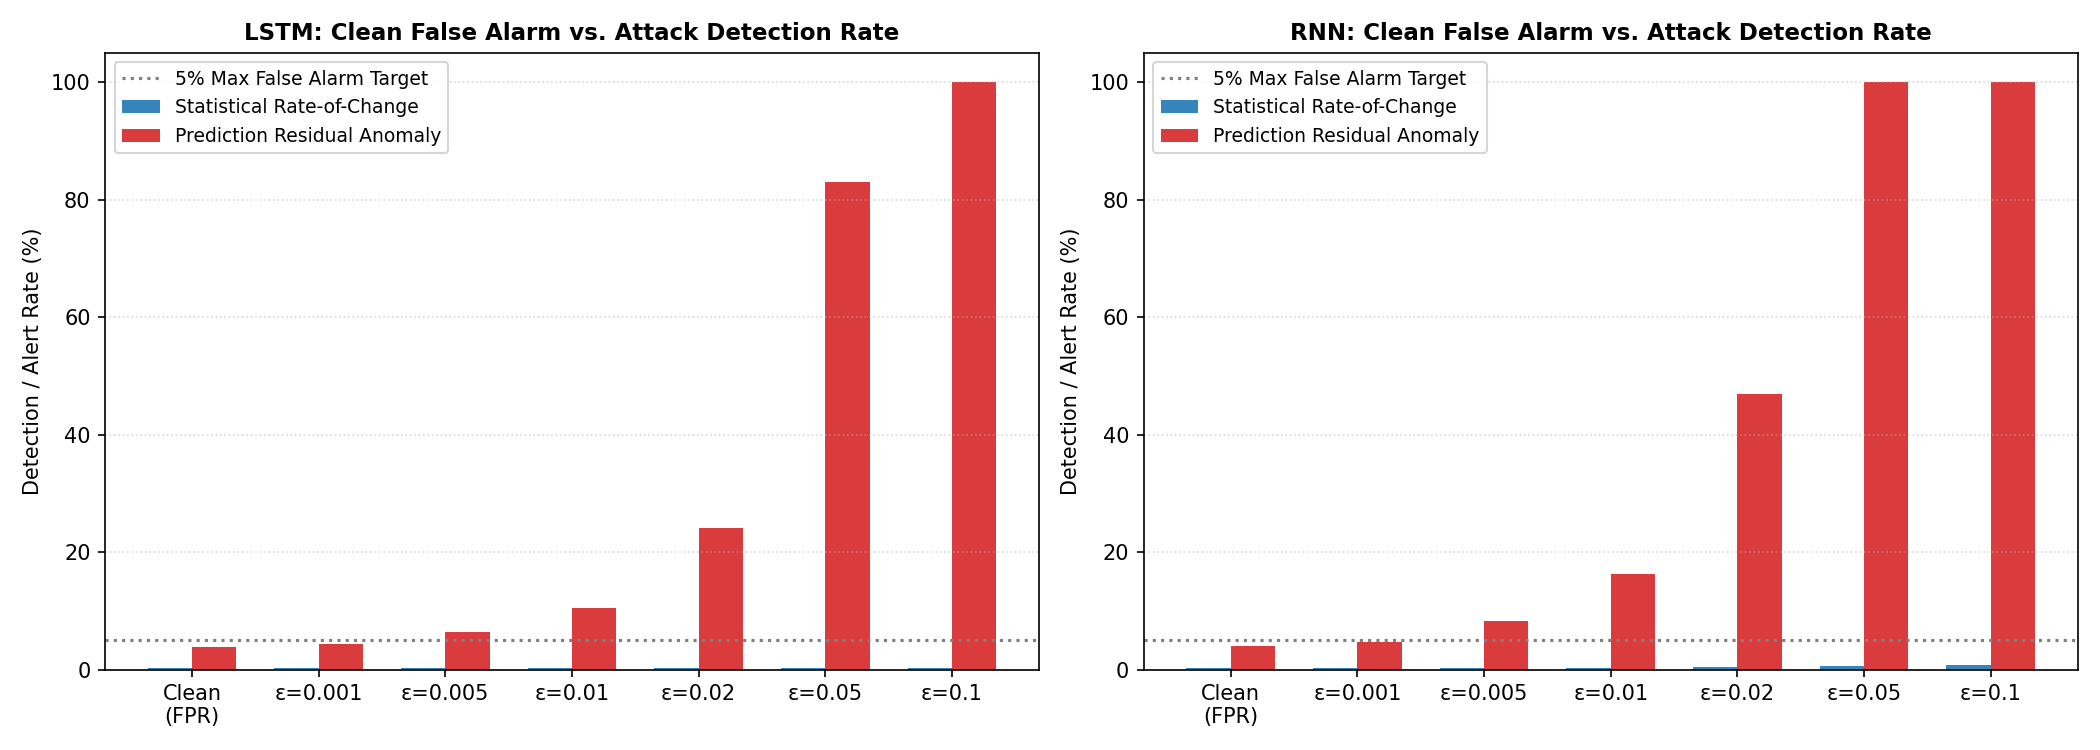 LSTM: Clean False Alarm vs. Attack Detection Rate
5% Max False Alarm Target
Statistical Rate-of-Change
Prediction Residual Anomaly
Detection / Alert Rate (%)
100
80
60
40
20
0
Clean
(FPR)
ε=0.001
ε=0.005
ε=0.01
ε=0.02
ε=0.05
ε=0.1
RNN: Clean False Alarm vs. Attack Detection Rate
5% Max False Alarm Target
Statistical Rate-of-Change
Prediction Residual Anomaly
Detection / Alert Rate (%)
100
80
60
40
20
0
Clean
(FPR)
ε=0.001
ε=0.005
ε=0.01
ε=0.02
ε=0.05
ε=0.1